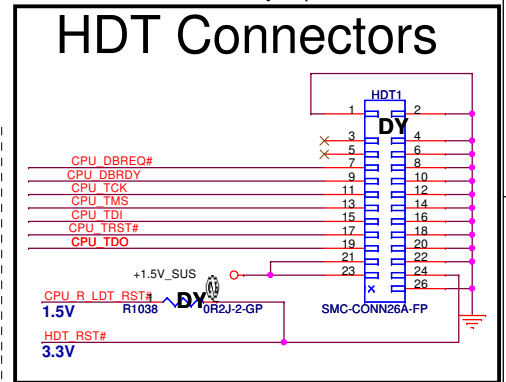 HDT Connectors
HDT1
1 2
DY
3 4
5 6
CPU_DBREQ# 7 8
CPU_DBRDY 9 10
CPU_TCK 11 12
CPU_TMS 13 14
CPU_TDI 15 16
CPU_TRST# 17 18
CPU_TDO 19 20
21 22
+1.5V_SUS 23 24
26
CPU_R_LDT_RST# 1 DY
1.5V R1038 0R2J-2-GP SMC-CONN26A-FP
HDT_RST#
3.3V